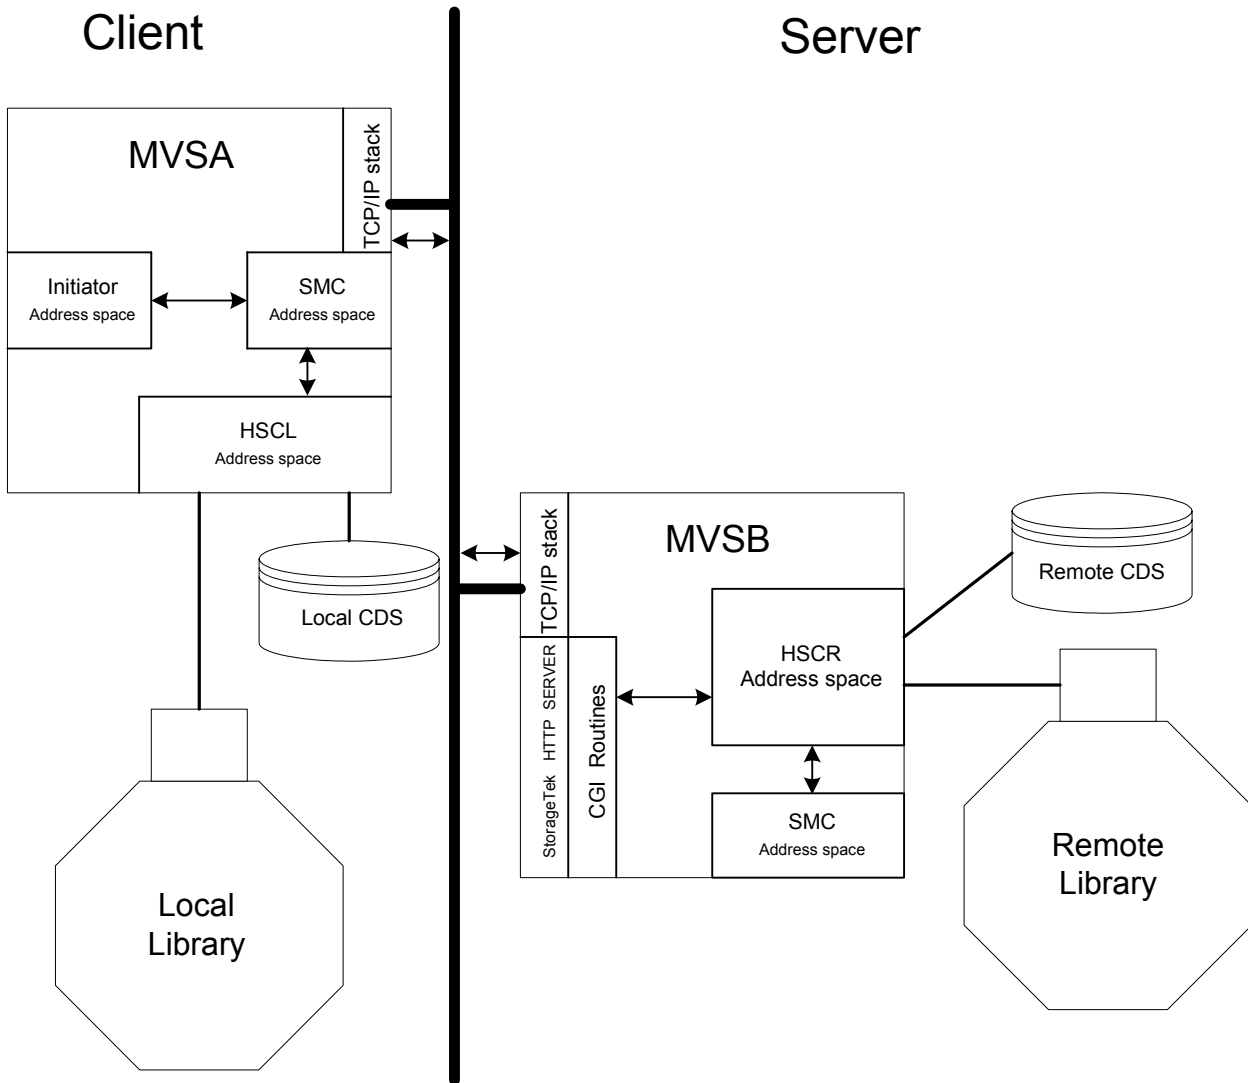 Client
Server
MVSA
TCP/IP stack
Initiator
Address space
SMC
Address space
HSCL
Address space
Local CDS
Local
Library
TCP/IP stack
MVSB
StorageTek HTTP SERVER
CGI Routines
HSCR
Address space
SMC
Address space
Remote CDS
Remote
Library